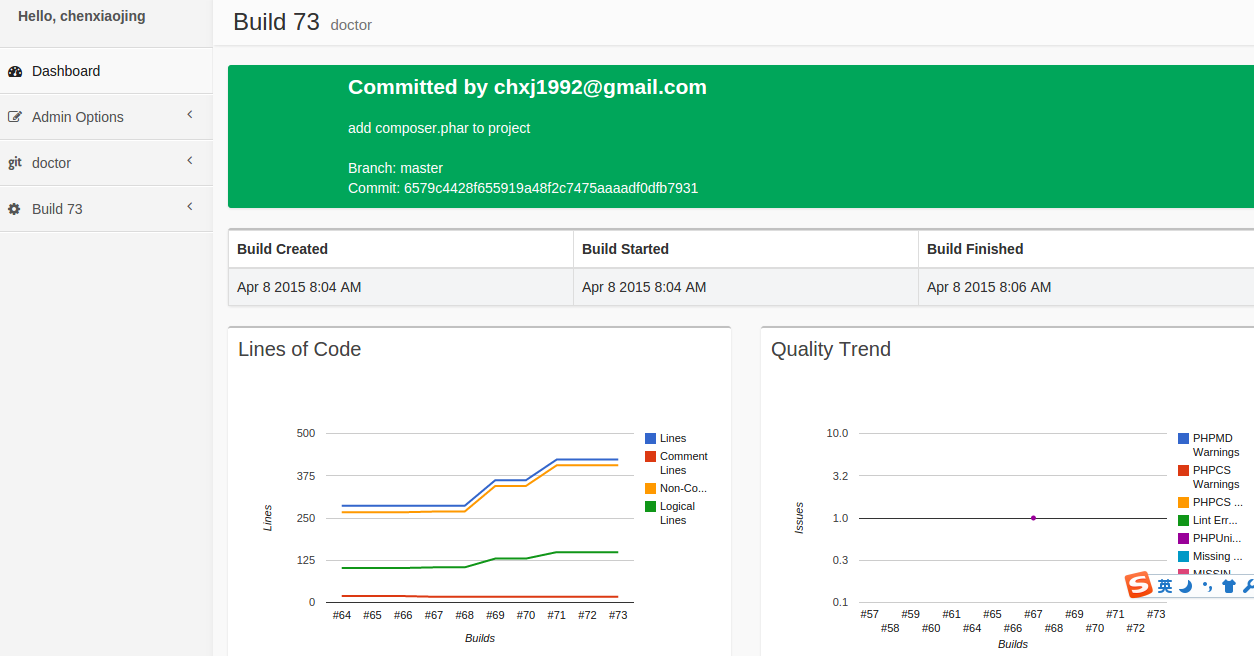 Hello, chenxiaojing
Dashboard
Admin Options
git doctor
Build 73
Build 73 doctor
Committed by chxj1992@gmail.com
add composer.phar to project
Branch: master
Commit: 6579c4428f655919a48f2c7475aaaadf0dfb7931
Build Created Build Started Build Finished
Apr 8 2015 8:04 AM Apr 8 2015 8:04 AM Apr 8 2015 8:06 AM
Lines of Code
500
375
250
125
0
Lines
#64 #65 #66 #67 #68 #69 #70 #71 #72 #73
Builds
Lines
Comment
Lines
Non-Co...
Logical
Lines
Quality Trend
10.0
3.2
1.0
0.3
0.1
Issues
#57 #59 #61 #65 #67 #69 #71 #73
#58 #60 #64 #66 #68 #70 #72
Builds
PHPMD
Warnings
PHPCS
Warnings
PHPCS ...
Lint Err...
PHPUni...
Missing ...
S 英